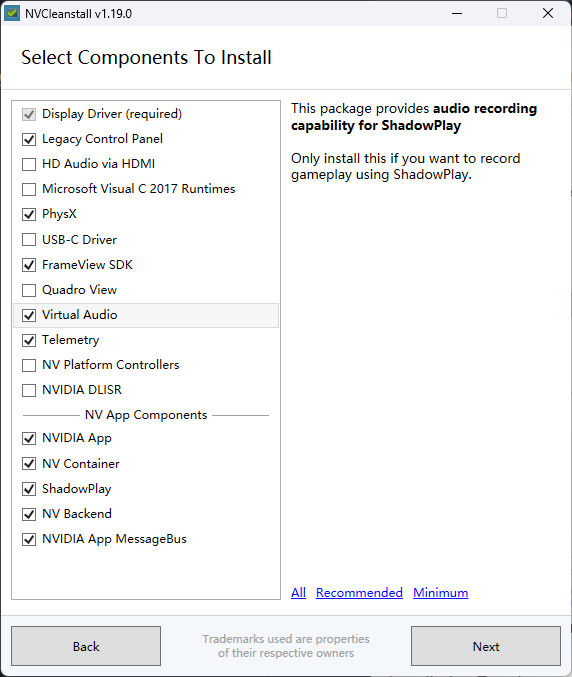 NVCleanstall v1.19.0
Select Components To Install
Display Driver (required)
Legacy Control Panel
HD Audio via HDMI
Microsoft Visual C 2017 Runtimes
PhysX
USB-C Driver
FrameView SDK
Quadro View
Virtual Audio
Telemetry
NV Platform Controllers
NVIDIA DLISR
NV App Components
NVIDIA App
NV Container
ShadowPlay
NV Backend
NVIDIA App MessageBus
This package provides audio recording
capability for ShadowPlay
Only install this if you want to record
gameplay using ShadowPlay.
All Recommended Minimum
Back
Trademarks used are properties
of their respective owners
Next